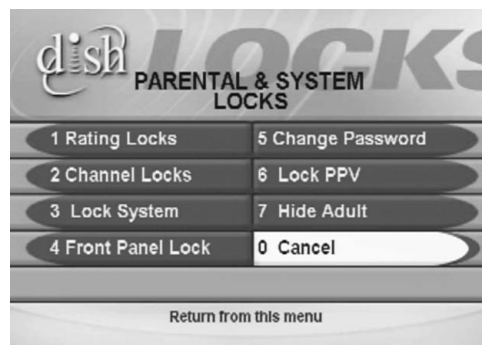 LOCKS
dish
PARENTAL & SYSTEM
LOCKS
1 Rating Locks
5 Change Password
2 Channel Locks
6 Lock PPV
3 Lock System
7 Hide Adult
4 Front Panel Lock
0 Cancel
Return from this menu